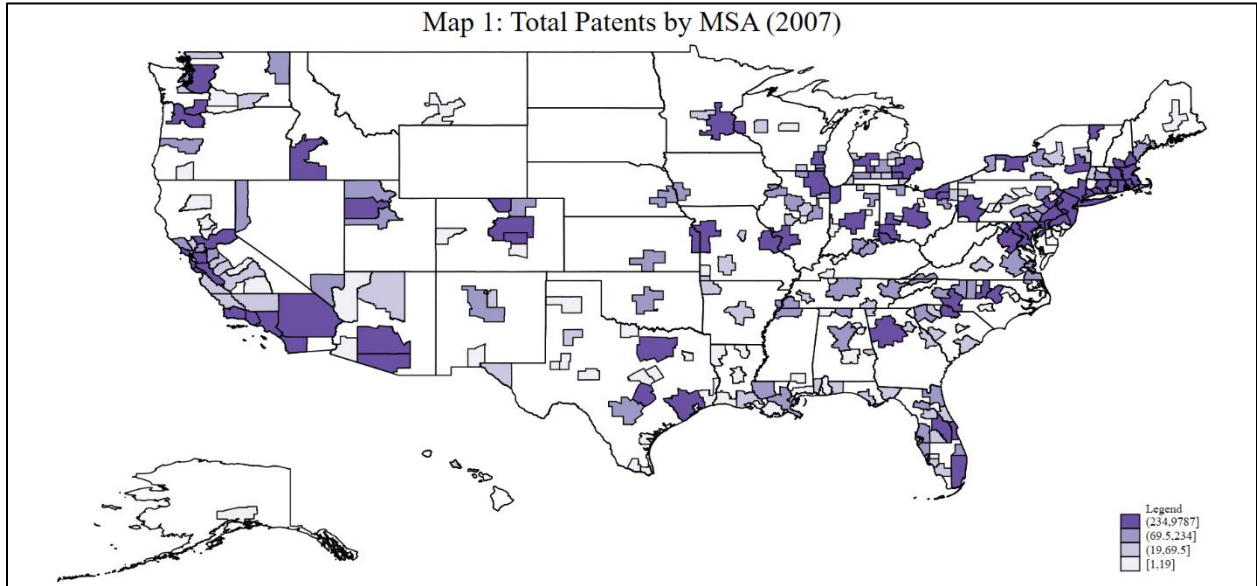 Map 1: Total Patents by MSA (2007)
Legend
(234,9787]
(69.5,234]
(19,69.5]
[1,19]